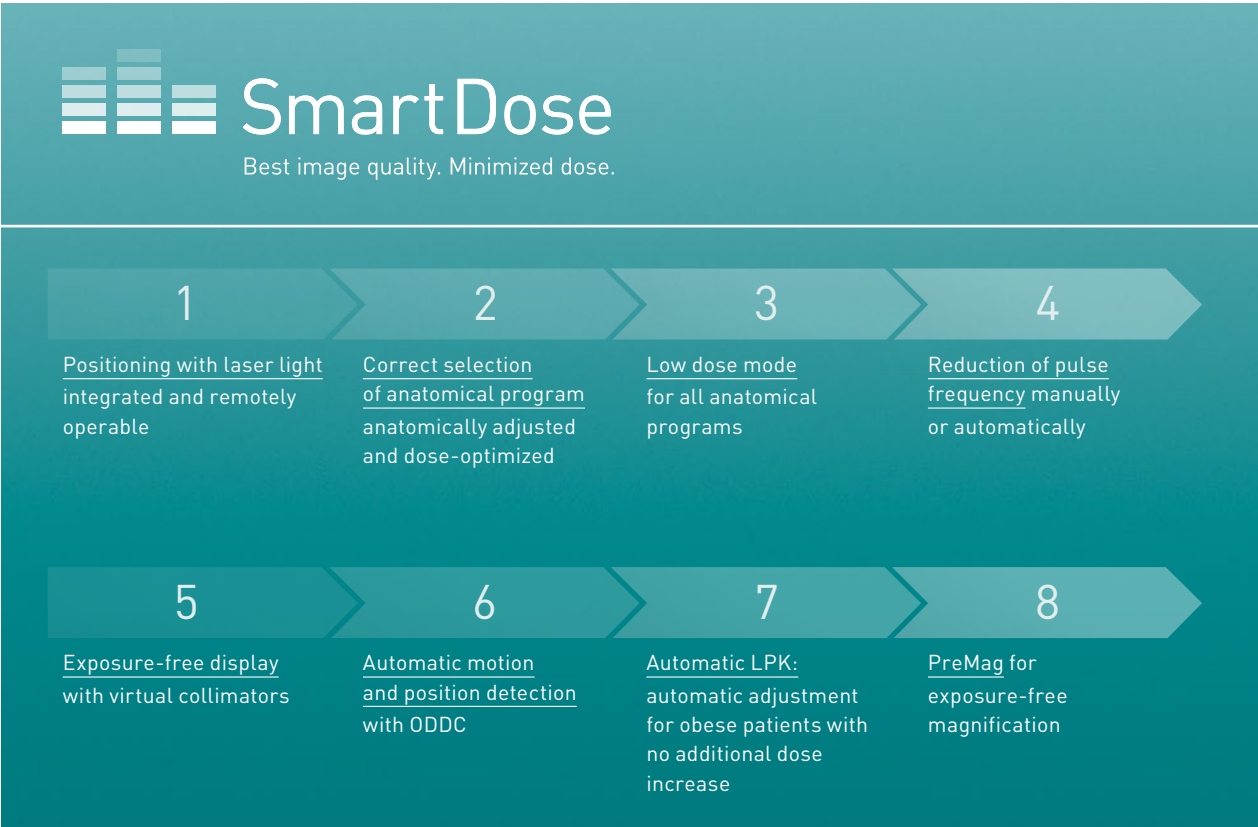 SmartDose
Best image quality. Minimized dose.
1
Positioning with laser light
integrated and remotely
operable
2
Correct selection
of anatomical program
anatomically adjusted
and dose-optimized
3
Low dose mode
for all anatomical
programs
4
Reduction of pulse
frequency manually
or automatically
5
Exposure-free display
with virtual collimators
6
Automatic motion
and position detection
with ODDC
7
Automatic LPK:
automatic adjustment
for obese patients with
no additional dose
increase
8
PreMag for
exposure-free
magnification